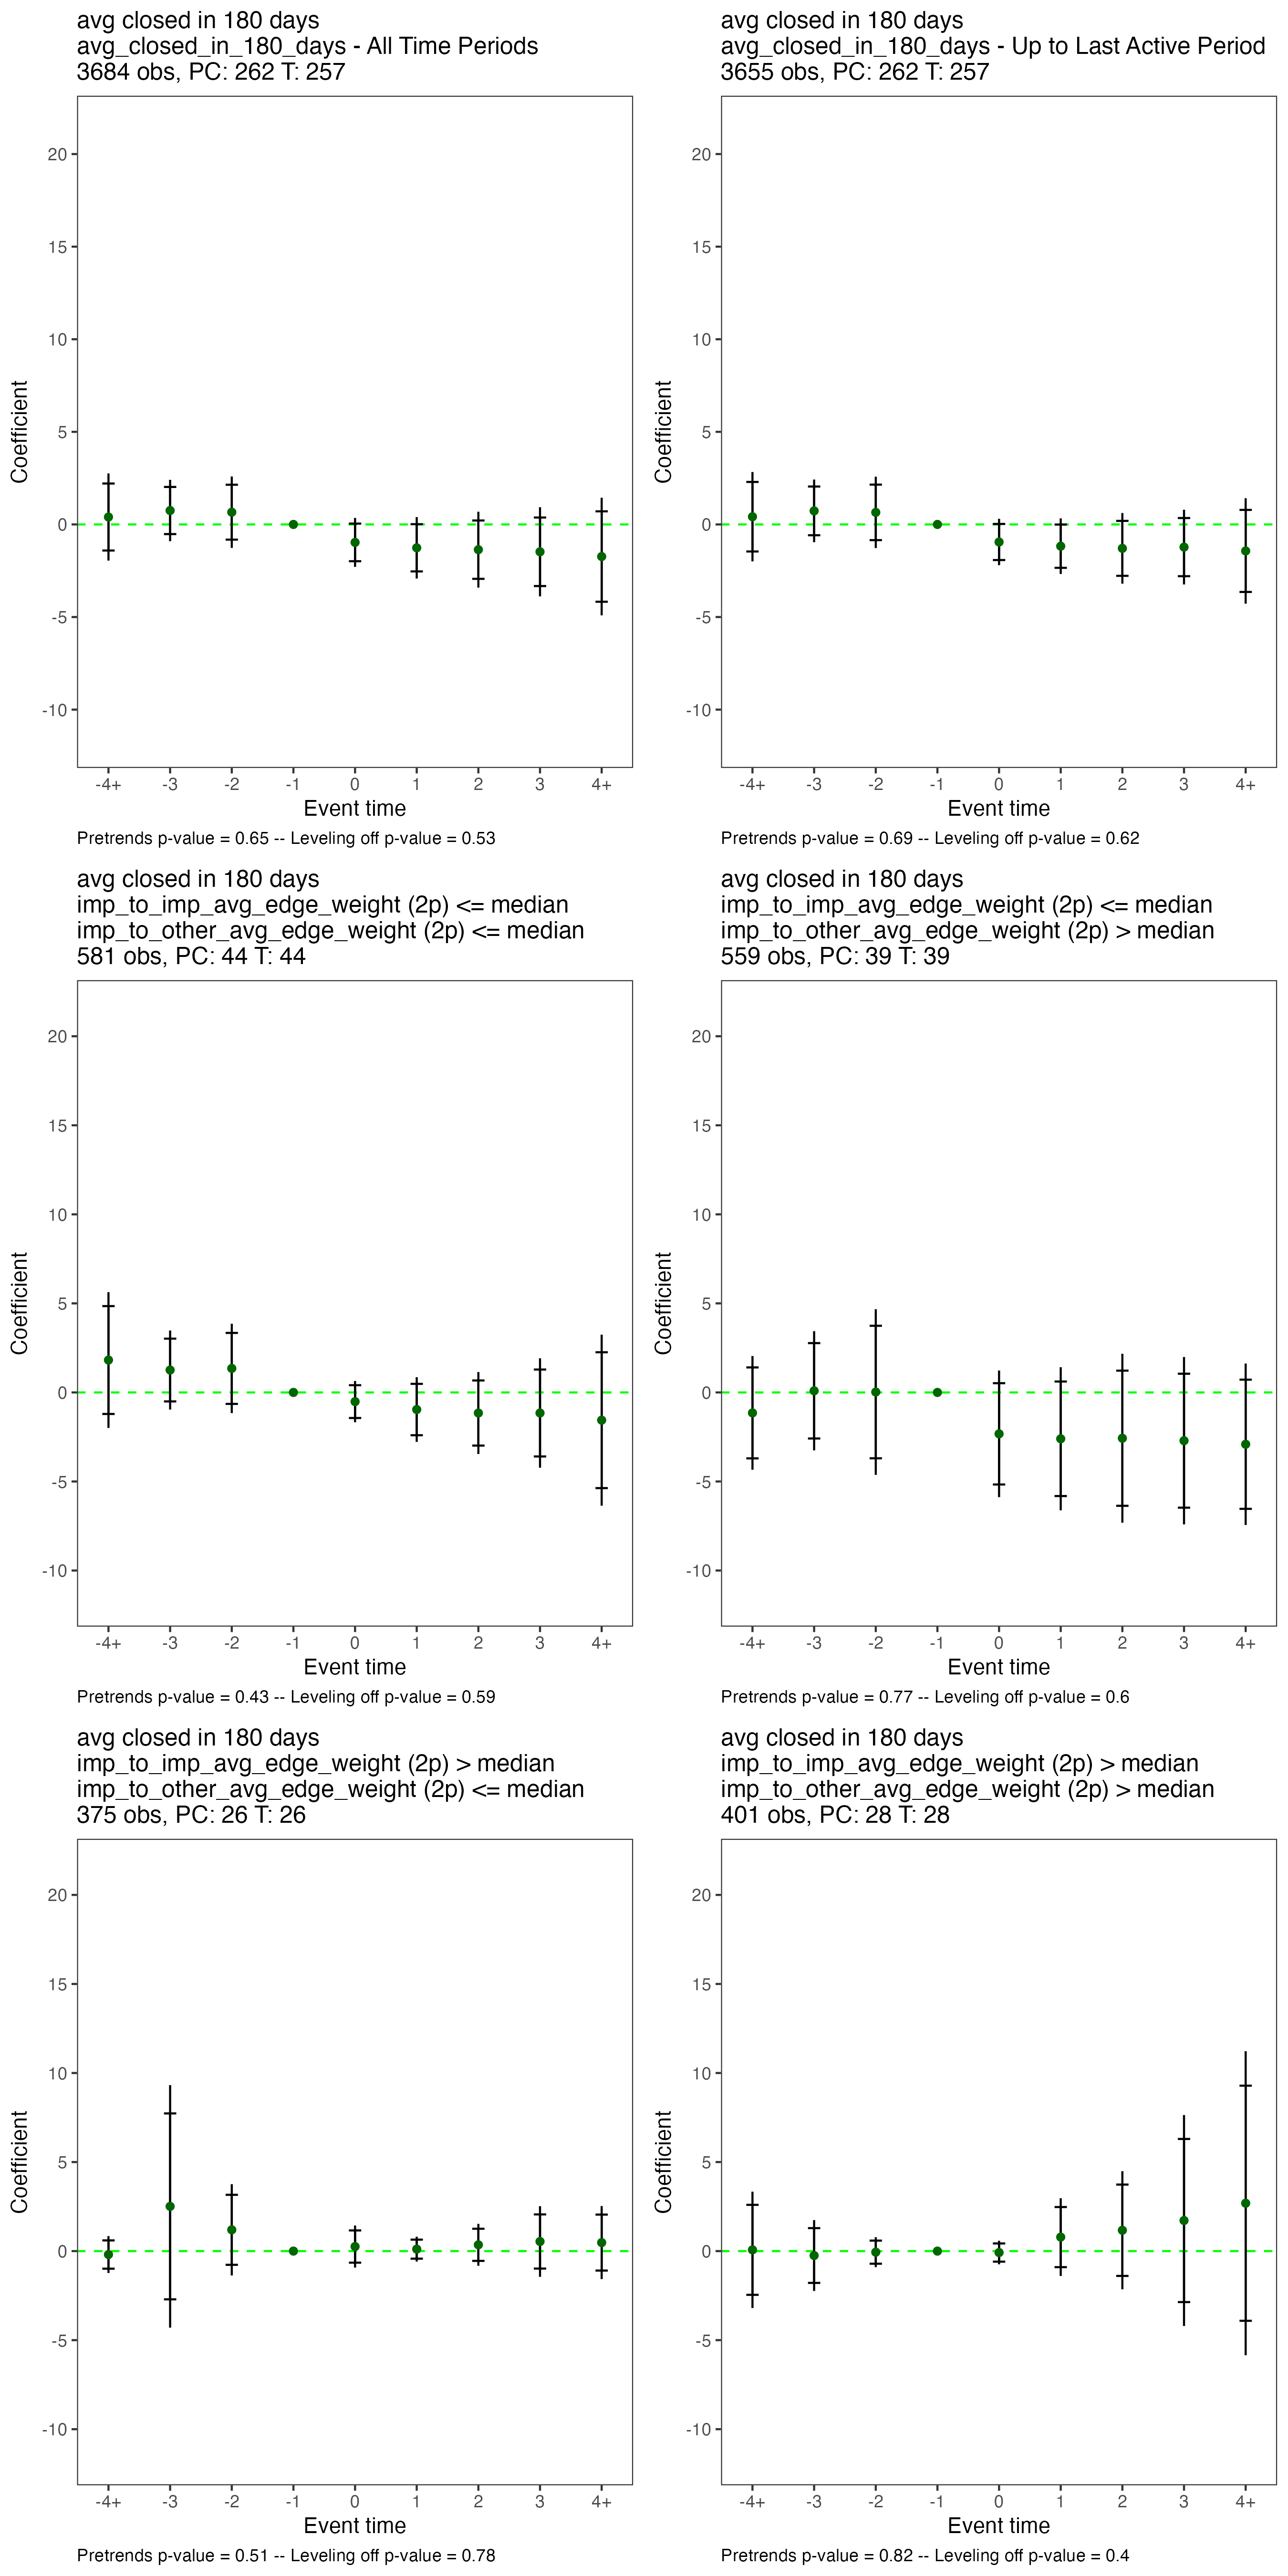 avg closed in 180 days
avg_closed_in_180_days - All Time Periods
3684 obs, PC: 262 T: 257
20
15
10
5
0
-5
-10
Coefficient
-4+ -3 -2 -1 0 1 2 3 4+
Event time
Pretrends p-value = 0.65 -- Leveling off p-value = 0.53
avg closed in 180 days
avg_closed_in_180_days - Up to Last Active Period
3655 obs, PC: 262 T: 257
20
15
10
5
0
-5
-10
Coefficient
-4+ -3 -2 -1 0 1 2 3 4+
Event time
Pretrends p-value = 0.69 -- Leveling off p-value = 0.62
avg closed in 180 days
imp_to_imp_avg_edge_weight (2p) <= median
imp_to_other_avg_edge_weight (2p) <= median
581 obs, PC: 44 T: 44
20
15
10
5
0
-5
-10
Coefficient
-4+ -3 -2 -1 0 1 2 3 4+
Event time
Pretrends p-value = 0.43 -- Leveling off p-value = 0.59
avg closed in 180 days
imp_to_imp_avg_edge_weight (2p) <= median
imp_to_other_avg_edge_weight (2p) > median
559 obs, PC: 39 T: 39
20
15
10
5
0
-5
-10
Coefficient
-4+ -3 -2 -1 0 1 2 3 4+
Event time
Pretrends p-value = 0.77 -- Leveling off p-value = 0.6
avg closed in 180 days
imp_to_imp_avg_edge_weight (2p) > median
imp_to_other_avg_edge_weight (2p) <= median
375 obs, PC: 26 T: 26
20
15
10
5
0
-5
-10
Coefficient
-4+ -3 -2 -1 0 1 2 3 4+
Event time
Pretrends p-value = 0.51 -- Leveling off p-value = 0.78
avg closed in 180 days
imp_to_imp_avg_edge_weight (2p) > median
imp_to_other_avg_edge_weight (2p) > median
401 obs, PC: 28 T: 28
20
15
10
5
0
-5
-10
Coefficient
-4+ -3 -2 -1 0 1 2 3 4+
Event time
Pretrends p-value = 0.82 -- Leveling off p-value = 0.4